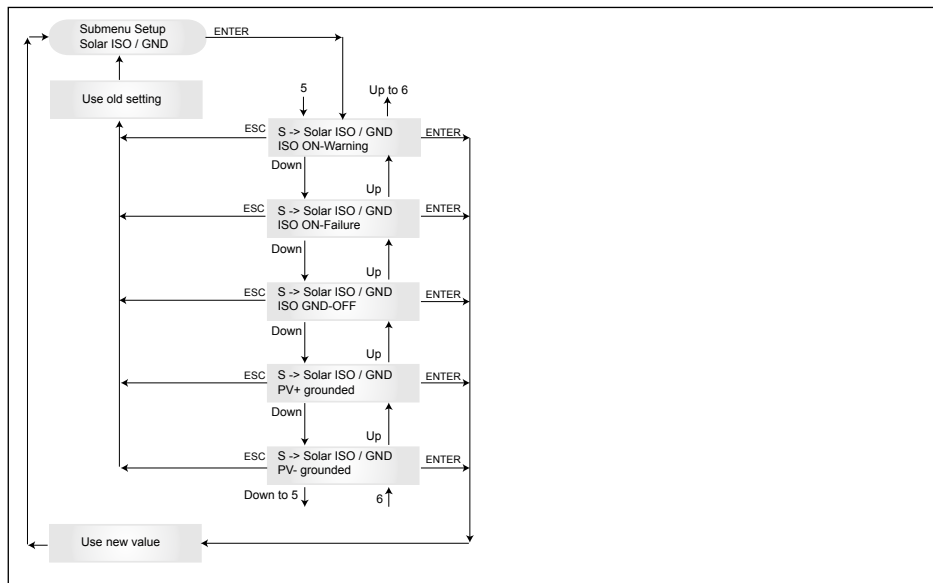 Submenu Setup
Solar ISO / GND
ENTER
Use old setting
5
Up to 6
ESC
S -> Solar ISO / GND
ISO ON-Warning
ENTER
Down
Up
ESC
S -> Solar ISO / GND
ISO ON-Failure
ENTER
Down
Up
ESC
S -> Solar ISO / GND
ISO GND-OFF
ENTER
Down
Up
ESC
S -> Solar ISO / GND
PV+ grounded
ENTER
Down
Up
ESC
S -> Solar ISO / GND
PV- grounded
ENTER
Down to 5
6
Use new value